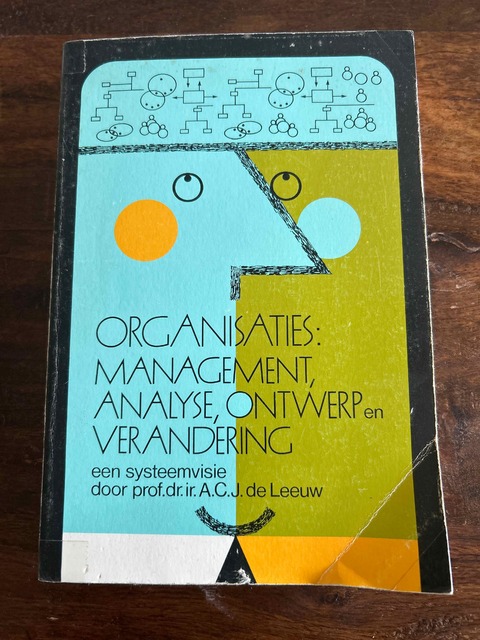 ORGANISATIES:
MANAGEMENT,
ANALYSE, ONTWERP en
VERANDERING
een systeemvisie
door prof.dr.ir. A.C.J. de Leeuw